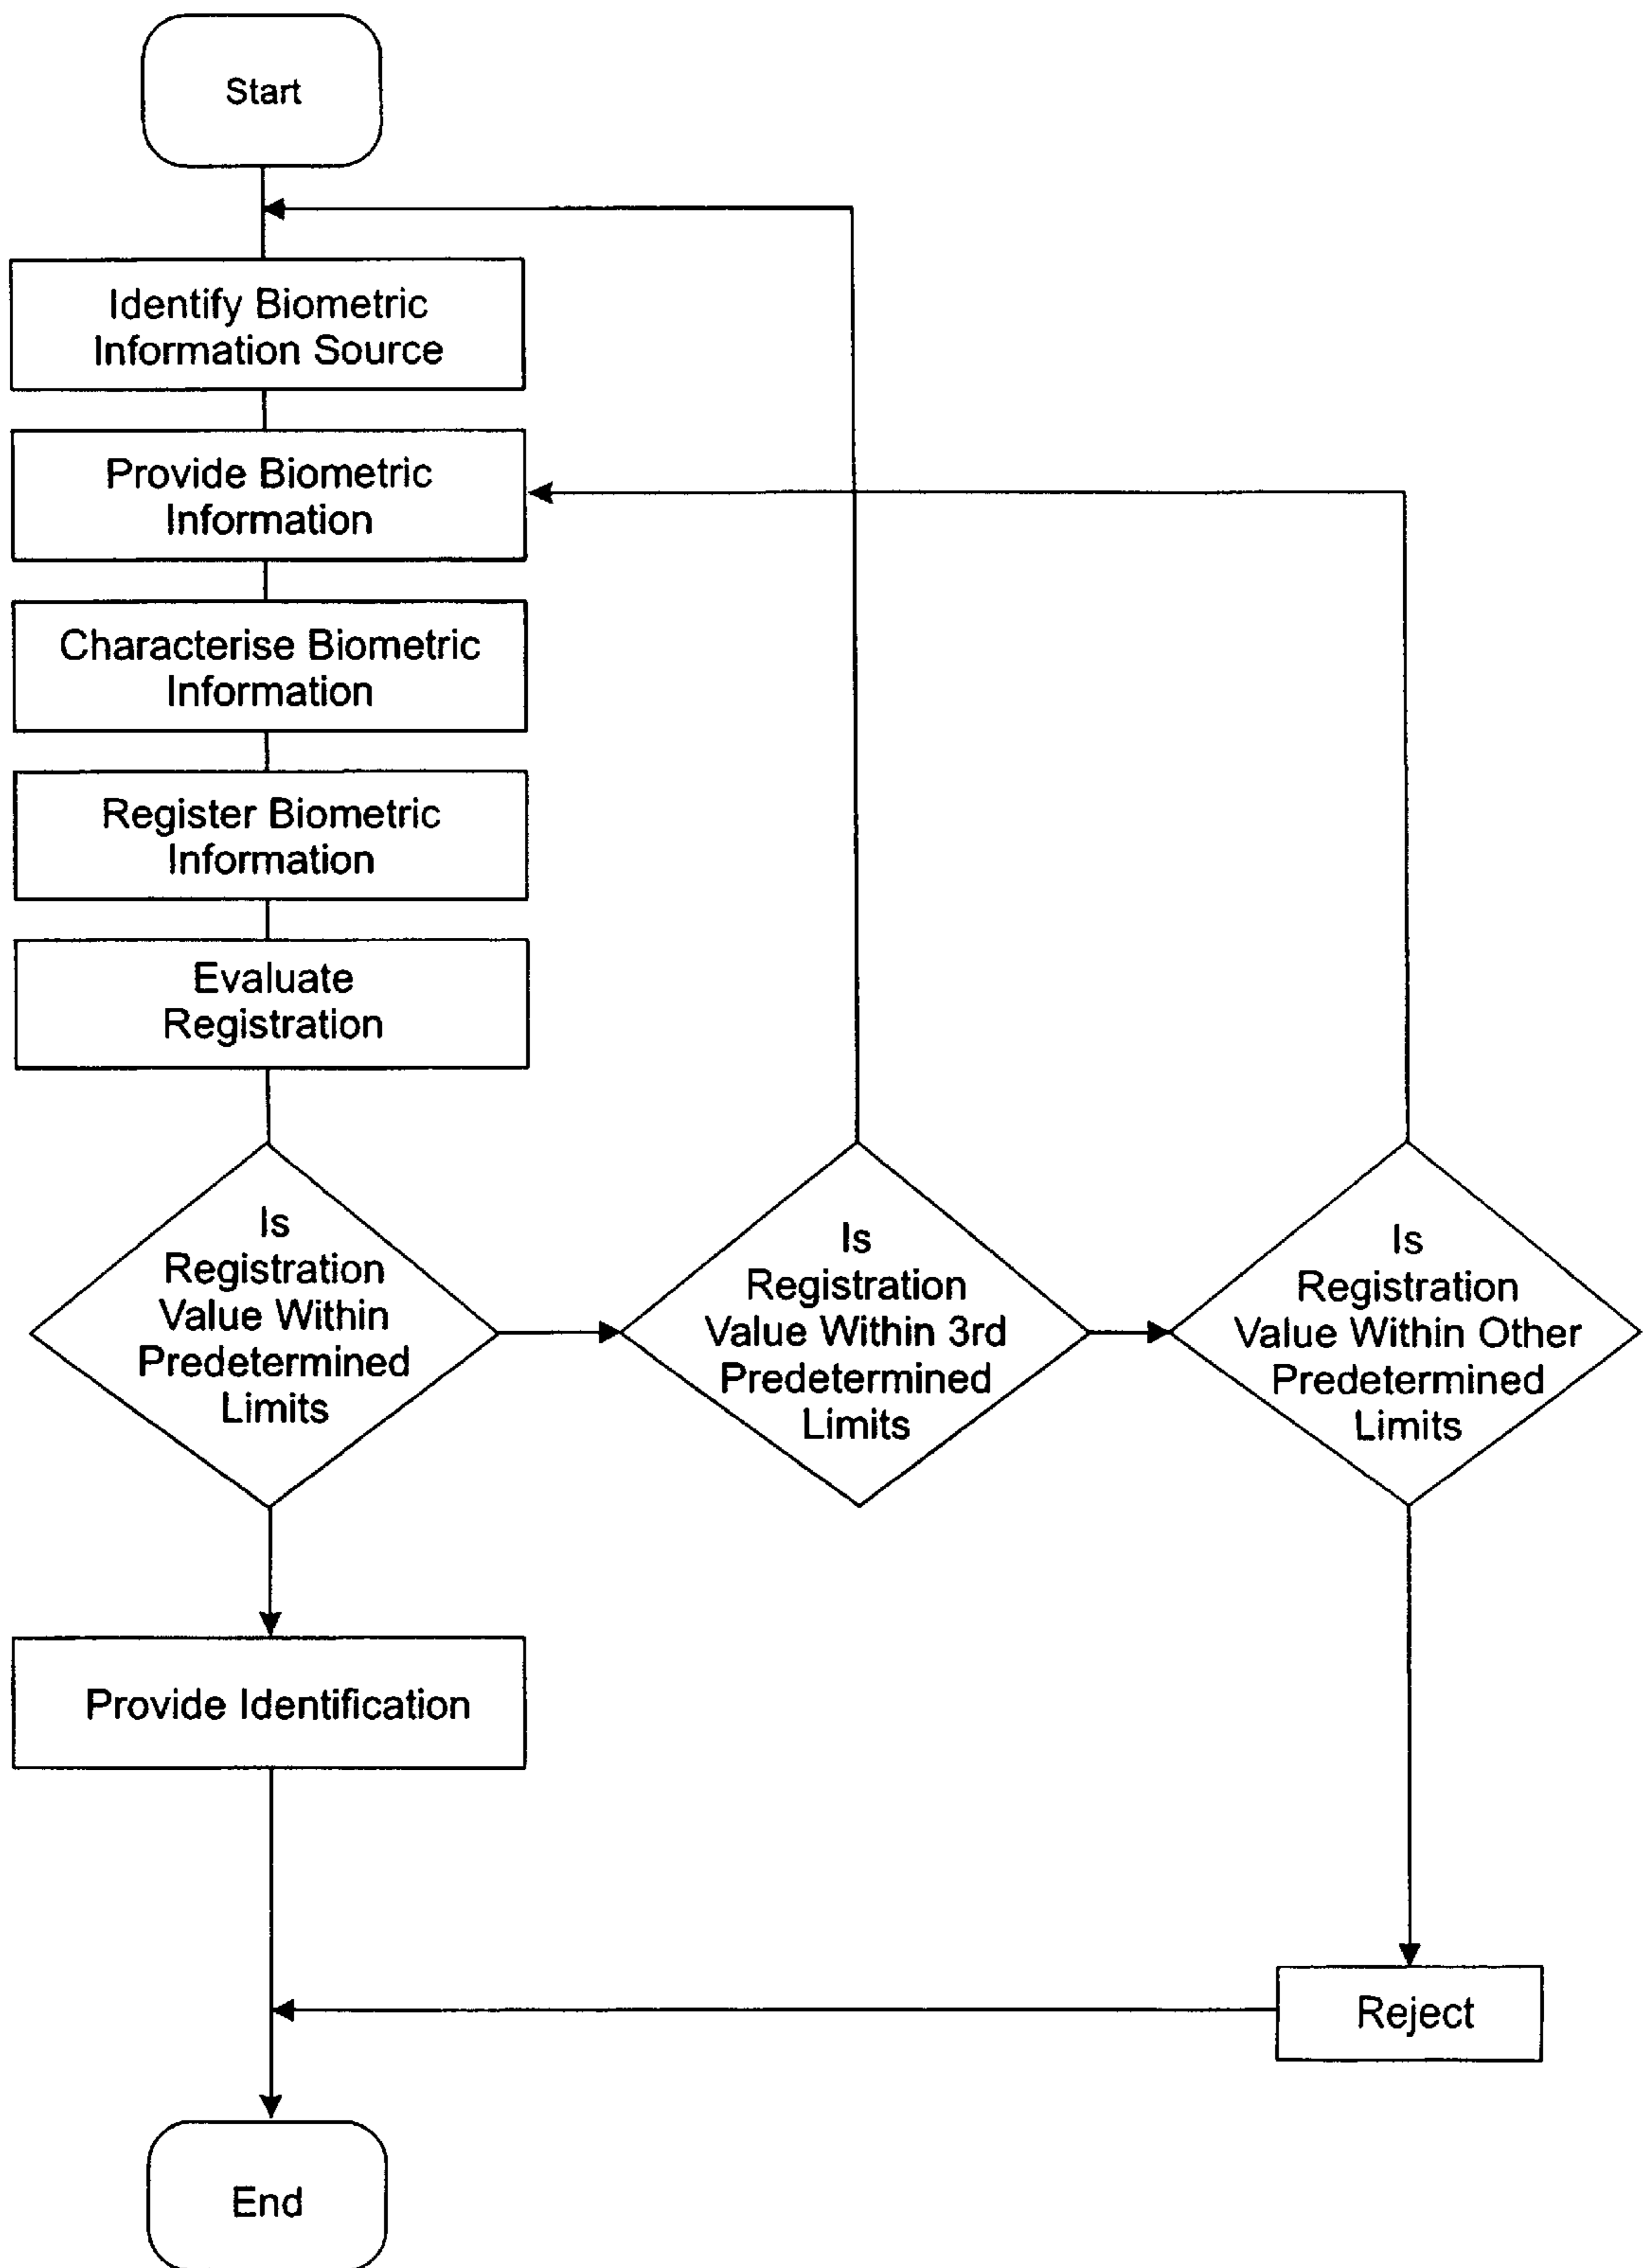 Start
Identify Biometric
Information Source
Provide Biometric
Information
Characterise Biometric
Information
Register Biometric
Information
Evaluate
Registration
Is
Registration
Value Within
Predetermined
Limits
Is
Registration
Value Within 3rd
Predetermined
Limits
Is
Registration
Value Within Other
Predetermined
Limits
Provide Identification
Reject
End